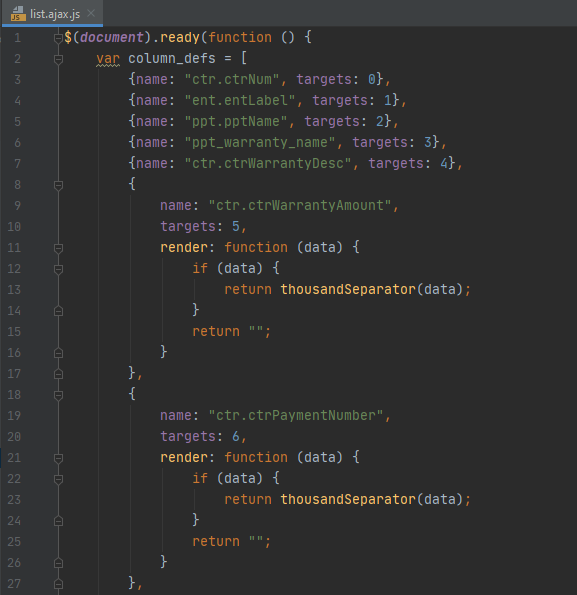 list.ajax.js
1 $(document).ready(function () {
2     var column_defs = [
3         {name: "ctr.ctrNum", targets: 0},
4         {name: "ent.entLabel", targets: 1},
5         {name: "ppt.pptName", targets: 2},
6         {name: "ppt_warranty_name", targets: 3},
7         {name: "ctr.ctrWarrantyDesc", targets: 4},
8         {
9             name: "ctr.ctrWarrantyAmount",
10             targets: 5,
11             render: function (data) {
12                 if (data) {
13                     return thousandSeparator(data);
14                 }
15                 return "";
16             }
17         },
18         {
19             name: "ctr.ctrPaymentNumber",
20             targets: 6,
21             render: function (data) {
22                 if (data) {
23                     return thousandSeparator(data);
24                 }
25                 return "";
26             }
27         },